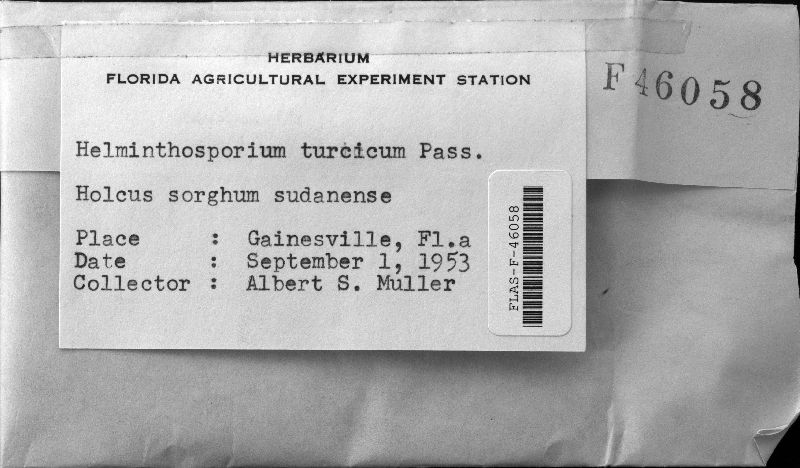 HERBARIUM
FLORIDA AGRICULTURAL EXPERIMENT STATION
F 46058
Helminthosporium turcicum Pass.
Holcus sorghum sudanense
Place : Gainesville, Fl.a
Date : September 1, 1953
Collector : Albert S. Muller
FLAS-F-46058